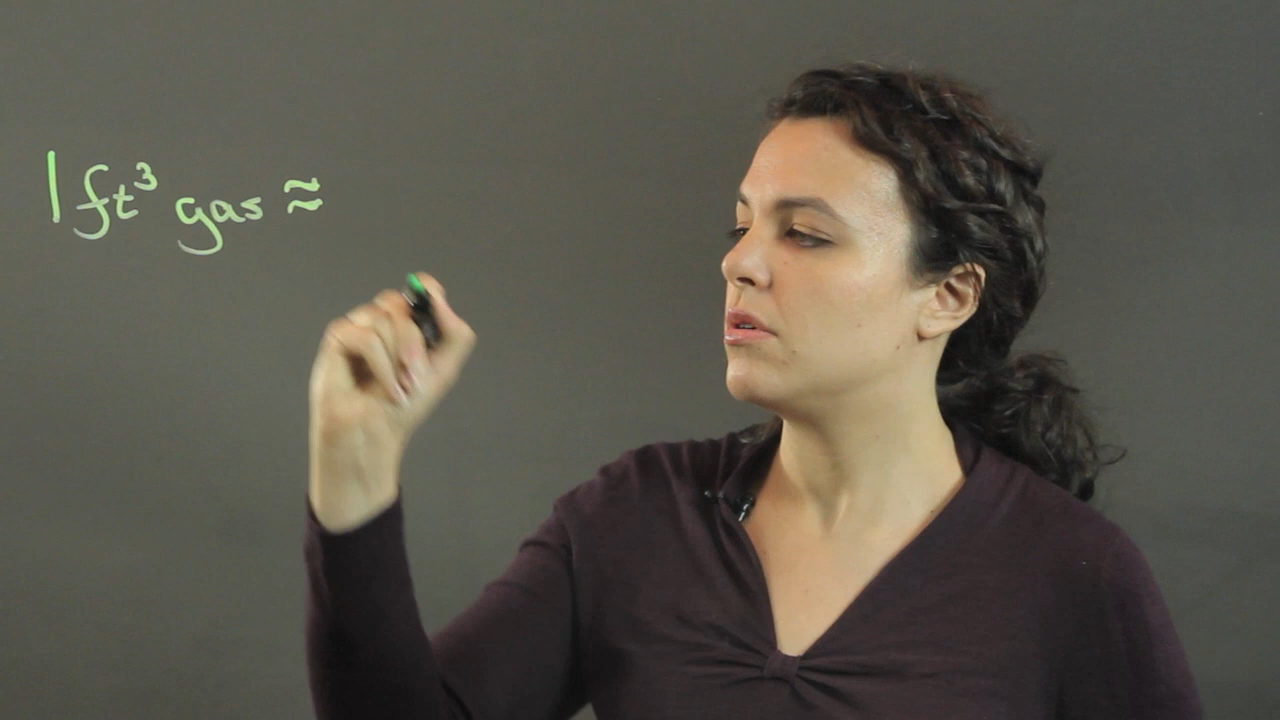 1 ft³ gas ≈